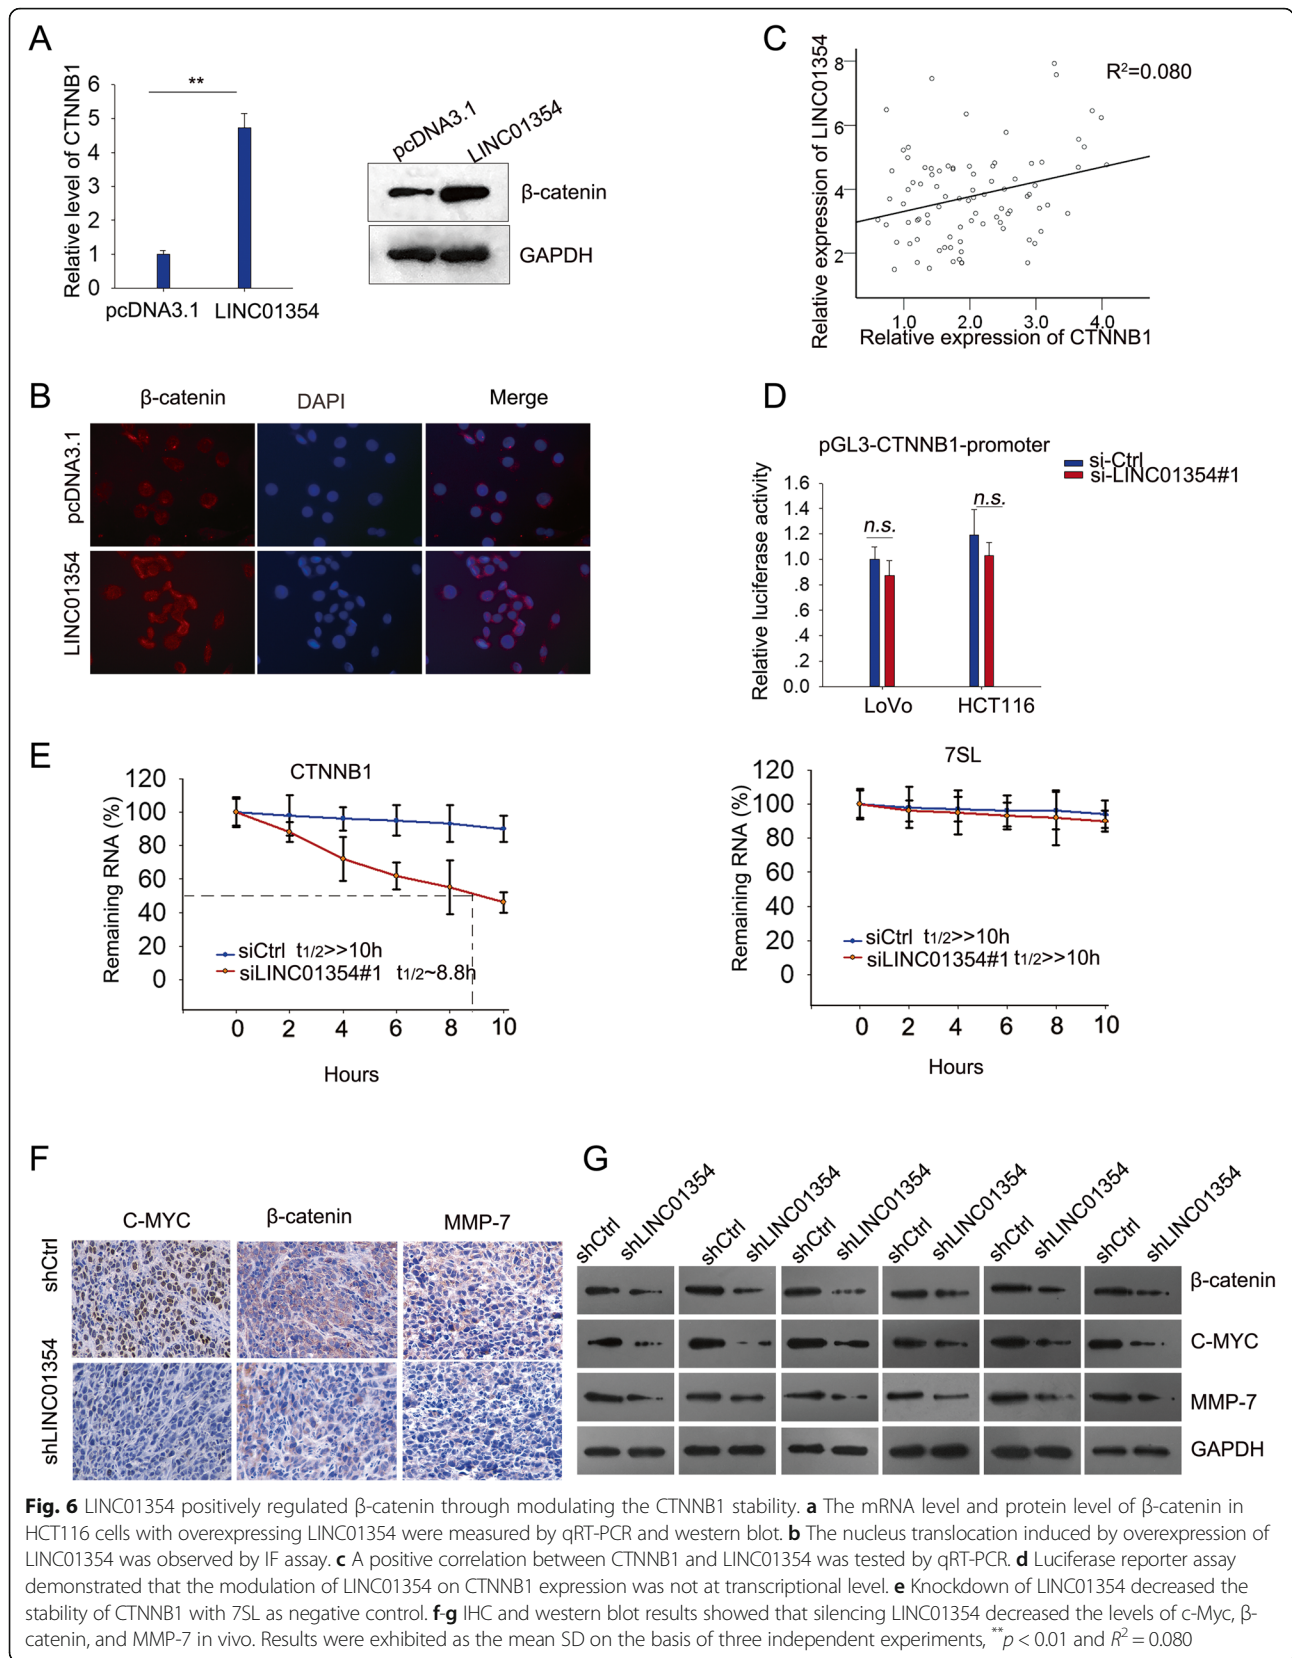 A
Relative level of CTNNB1
6
5
4
3
2
1
0
**
pcDNA3.1
LINC01354
pcDNA3.1
LINC01354
β-catenin
GAPDH
C
Relative expression of LINC01354
8
6
4
2
R²=0.080
1.0 2.0 3.0 4.0
Relative expression of CTNNB1
B
β-catenin DAPI Merge
pcDNA3.1
LINC01354
D
pGL3-CTNNB1-promoter
si-Ctrl
si-LINC01354#1
Relative luciferase activity
1.6
1.4
1.2
1.0
.8
.6
.4
.2
0.0
n.s.
n.s.
LoVo HCT116
E
CTNNB1
Remaining RNA (%)
120
100
80
60
40
20
0
siCtrl t1/2>>10h
siLINC01354#1 t1/2~8.8h
0 2 4 6 8 10
Hours
7SL
Remaining RNA (%)
120
100
80
60
40
20
0
siCtrl t1/2>>10h
siLINC01354#1 t1/2>>10h
0 2 4 6 8 10
Hours
F
C-MYC β-catenin MMP-7
shCtrl
shLINC01354
G
shCtrl shLINC01354 shCtrl shLINC01354 shCtrl shLINC01354 shCtrl shLINC01354 shCtrl shLINC01354 shCtrl shLINC01354
β-catenin
C-MYC
MMP-7
GAPDH
Fig. 6 LINC01354 positively regulated β-catenin through modulating the CTNNB1 stability. a The mRNA level and protein level of β-catenin in
HCT116 cells with overexpressing LINC01354 were measured by qRT-PCR and western blot. b The nucleus translocation induced by overexpression of
LINC01354 was observed by IF assay. c A positive correlation between CTNNB1 and LINC01354 was tested by qRT-PCR. d Luciferase reporter assay
demonstrated that the modulation of LINC01354 on CTNNB1 expression was not at transcriptional level. e Knockdown of LINC01354 decreased the
stability of CTNNB1 with 7SL as negative control. f-g IHC and western blot results showed that silencing LINC01354 decreased the levels of c-Myc, β-
catenin, and MMP-7 in vivo. Results were exhibited as the mean SD on the basis of three independent experiments, **p < 0.01 and R² = 0.080